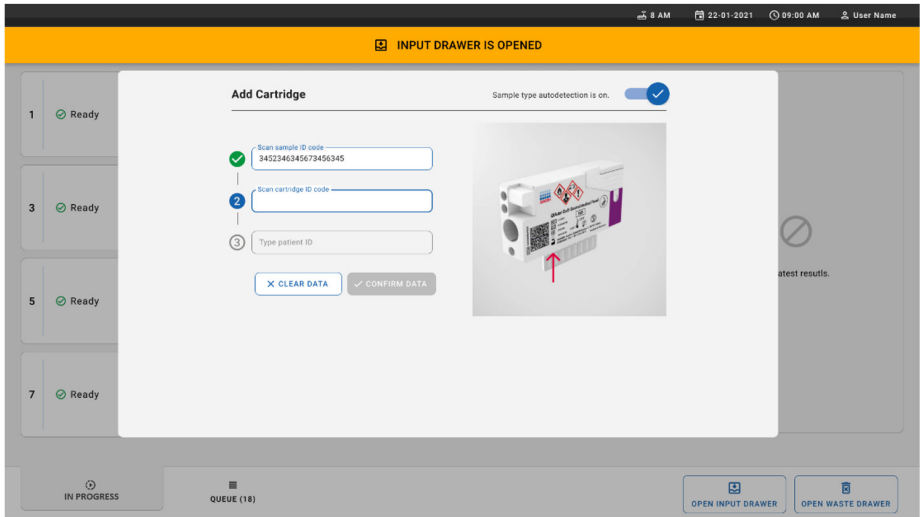 8 AM 22-01-2021 09:00 AM User Name
INPUT DRAWER IS OPENED
Add Cartridge
Sample type autodetection is on.
1 Ready
Scan sample ID code
34523463456734563​45
3 Ready
Scan cartridge ID code
2
3 Type patient ID
CLEAR DATA
CONFIRM DATA
atest resutls.
5 Ready
7 Ready
IN PROGRESS
QUEUE (18)
OPEN INPUT DRAWER
OPEN WASTE DRAWER